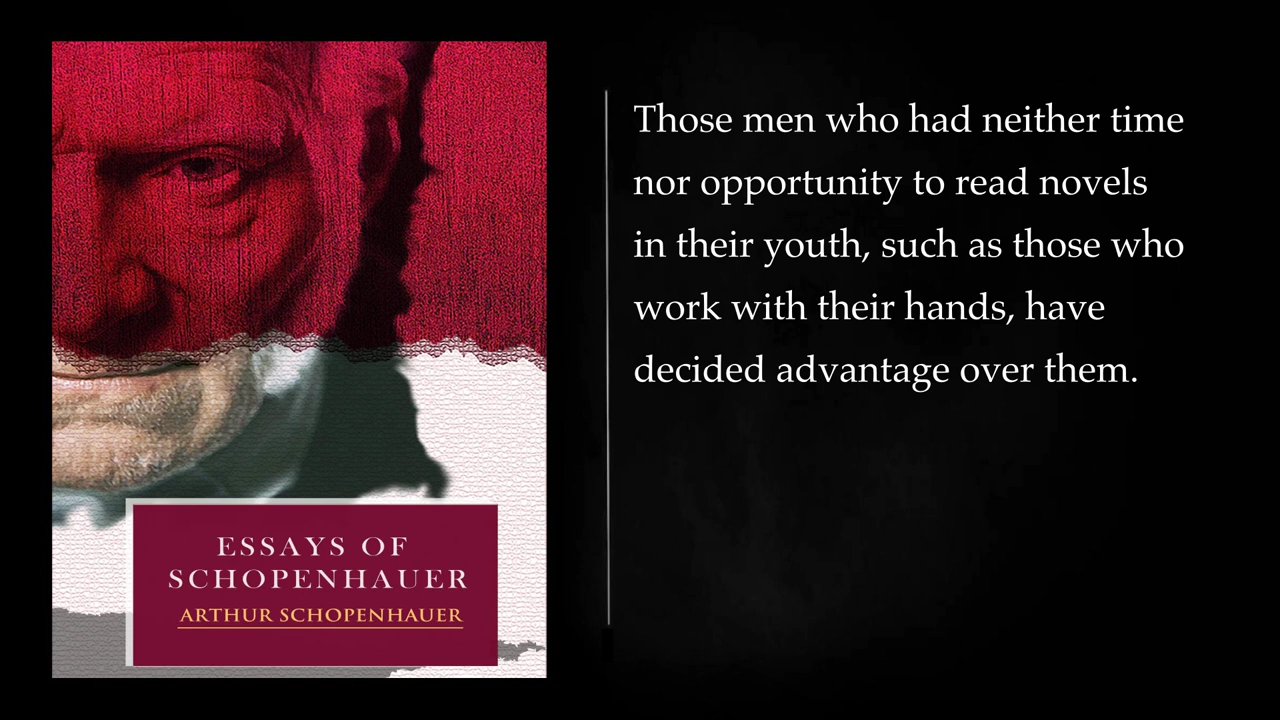 ESSAYS OF
SCHOPENHAUER
ARTHUR SCHOPENHAUER
Those men who had neither time
nor opportunity to read novels
in their youth, such as those who
work with their hands, have
decided advantage over them.